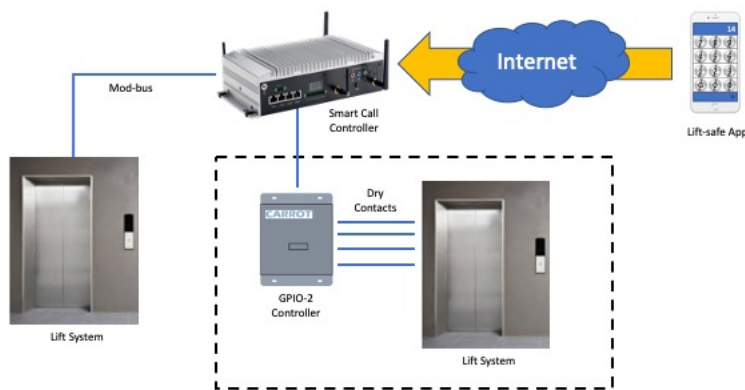 14
Internet
Mod-bus
Smart Call
Controller
Lift-safe App
Dry
Contacts
CARROT
GPIO-2
Controller
Lift System
Lift System